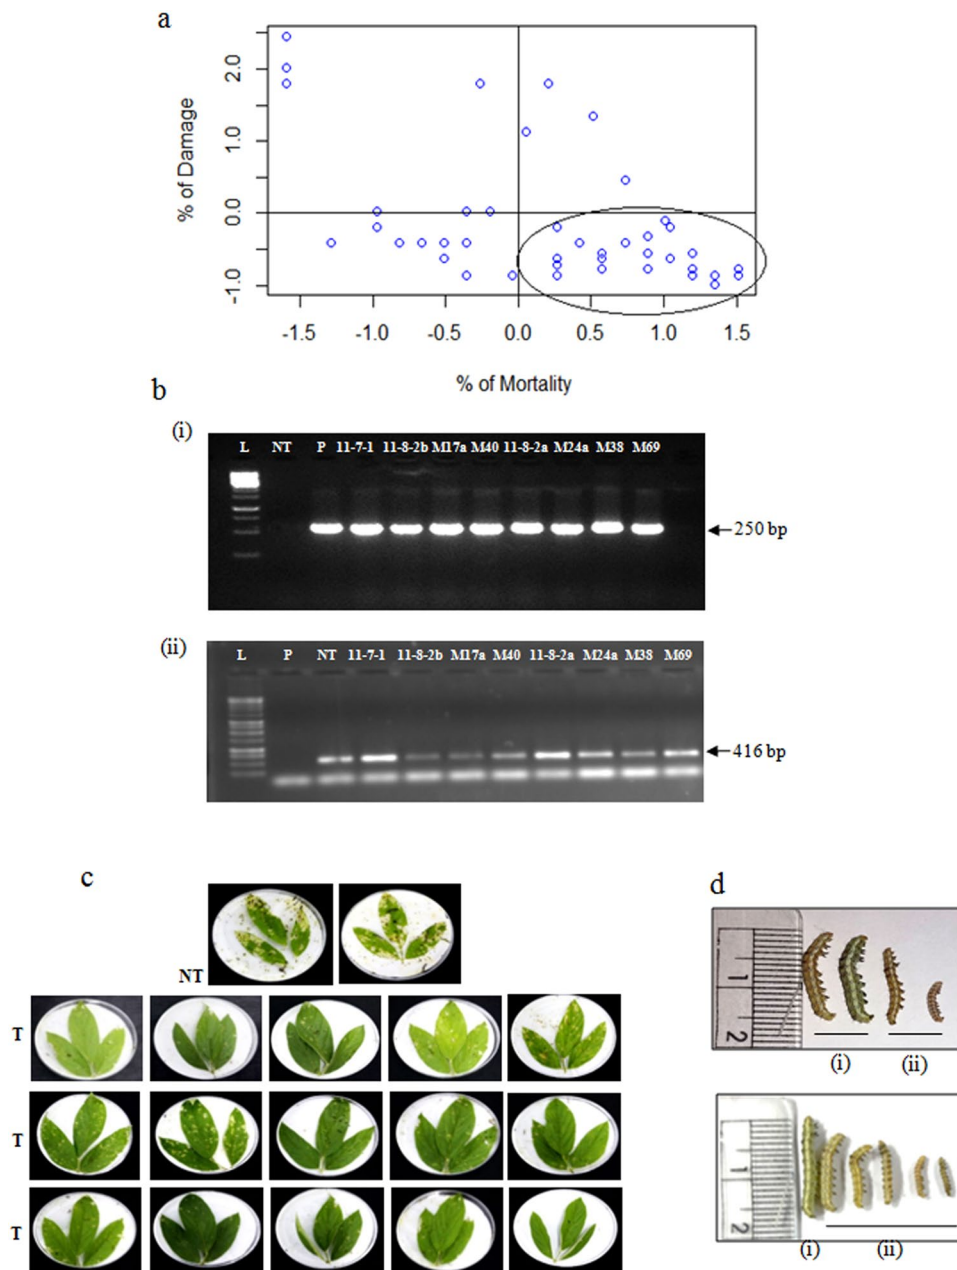 a
% of Damage
2.0
1.0
0.0
-1.0
-1.5 -1.0 -0.5 0.0 0.5 1.0 1.5
% of Mortality
b
(i)
L NT P 11-7-1 11-8-2b M17a M40 11-8-2a M24a M38 M69
250 bp
(ii)
L P NT 11-7-1 11-8-2b M17a M40 11-8-2a M24a M38 M69
416 bp
c
NT
T
T
T
d
1
2
(i) (ii)
1
2
(i) (ii)